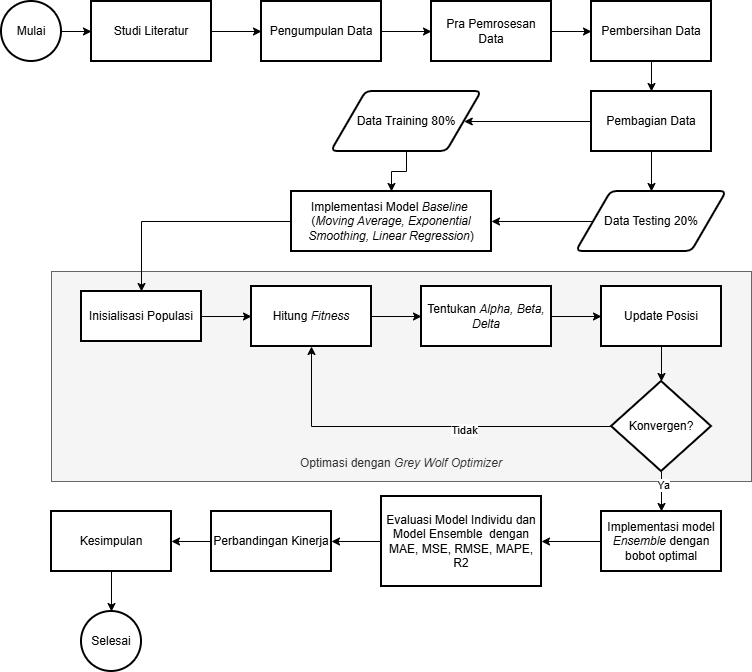 Mulai
Studi Literatur
Pengumpulan Data
Pra Pemrosesan
Data
Pembersihan Data
Data Training 80%
Pembagian Data
Implementasi Model Baseline
(Moving Average, Exponential
Smoothing, Linear Regression)
Data Testing 20%
Inisialisasi Populasi
Hitung Fitness
Tentukan Alpha, Beta,
Delta
Update Posisi
Konvergen?
Tidak
Optimasi dengan Grey Wolf Optimizer
Ya
Kesimpulan
Perbandingan Kinerja
Evaluasi Model Individu dan
Model Ensemble dengan
MAE, MSE, RMSE, MAPE,
R2
Implementasi model
Ensemble dengan
bobot optimal
Selesai